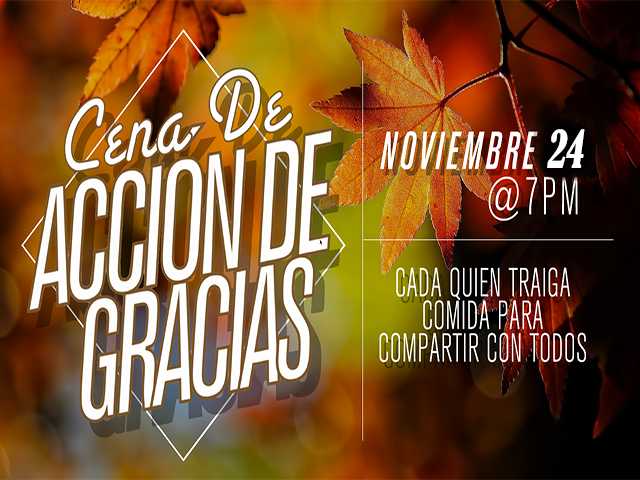 Cena De
ACCION DE
GRACIAS
NOVIEMBRE 24
@7PM
CADA QUIEN TRAIGA
COMIDA PARA
COMPARTIR CON TODOS